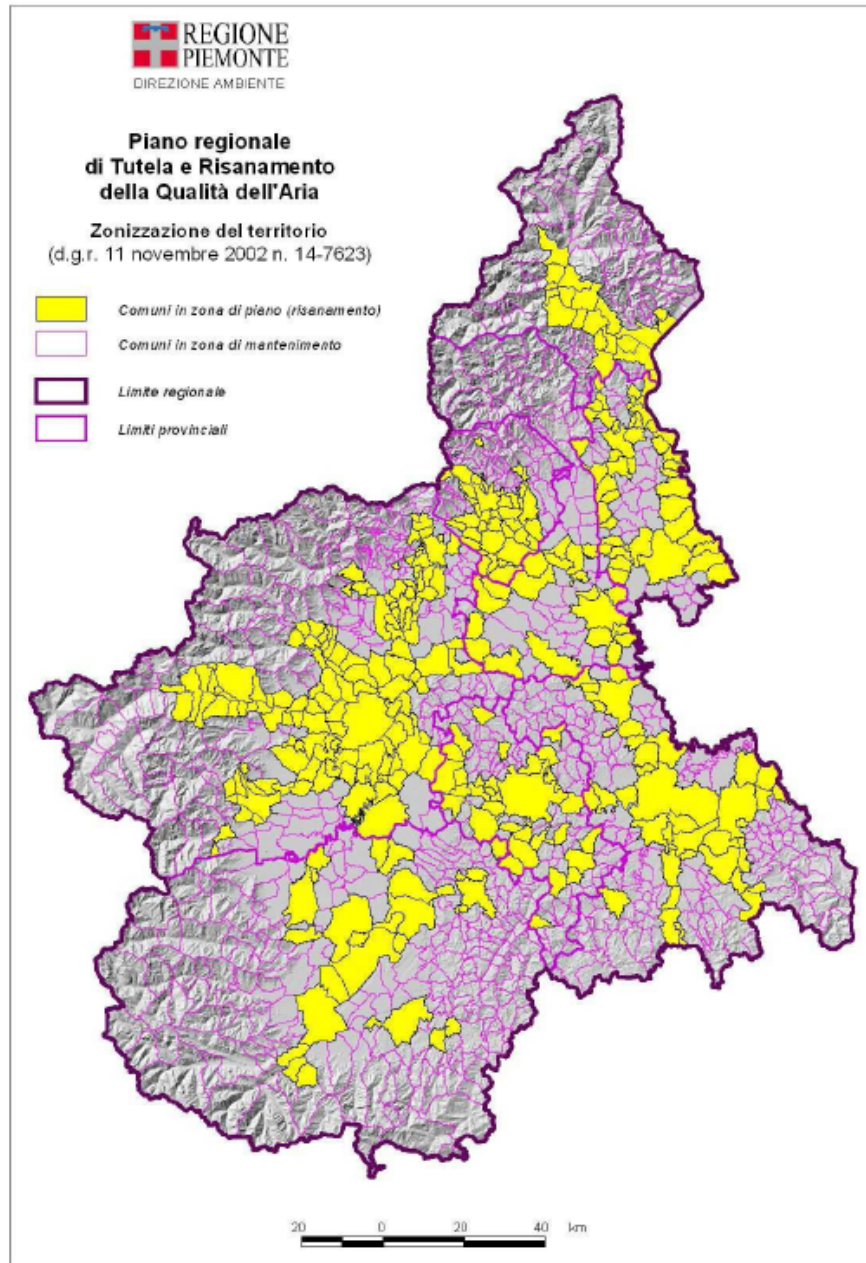 REGIONE
PIEMONTE
DIREZIONE AMBIENTE
Piano regionale
di Tutela e Risanamento
della Qualità dell'Aria
Zonizzazione del territorio
(d.g.r. 11 novembre 2002 n. 14-7623)
Comuni in zona di piano (risanamento)
Comuni in zona di mantenimento
Limite regionale
Limiti provinciali
20 0 20 40 km